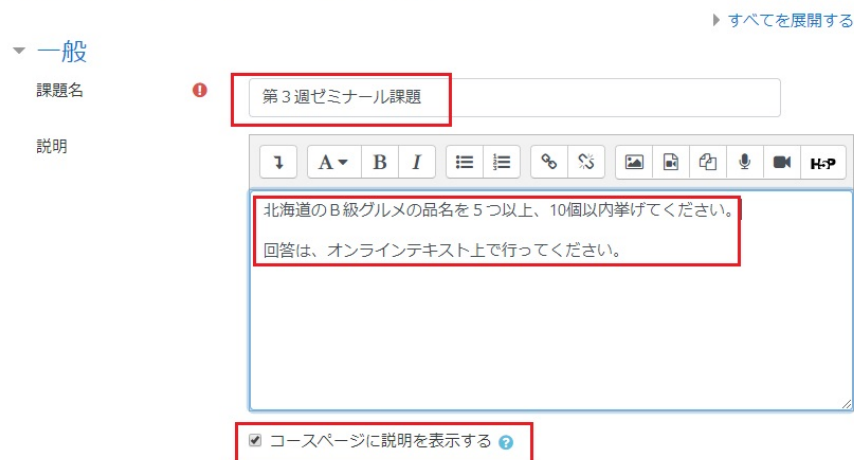 すべてを展開する
一般
課題名
第３週ゼミナール課題
説明
A B I H5P
北海道のＢ級グルメの品名を５つ以上、10個以内挙げてください。
回答は、オンラインテキスト上で行ってください。
コースページに説明を表示する